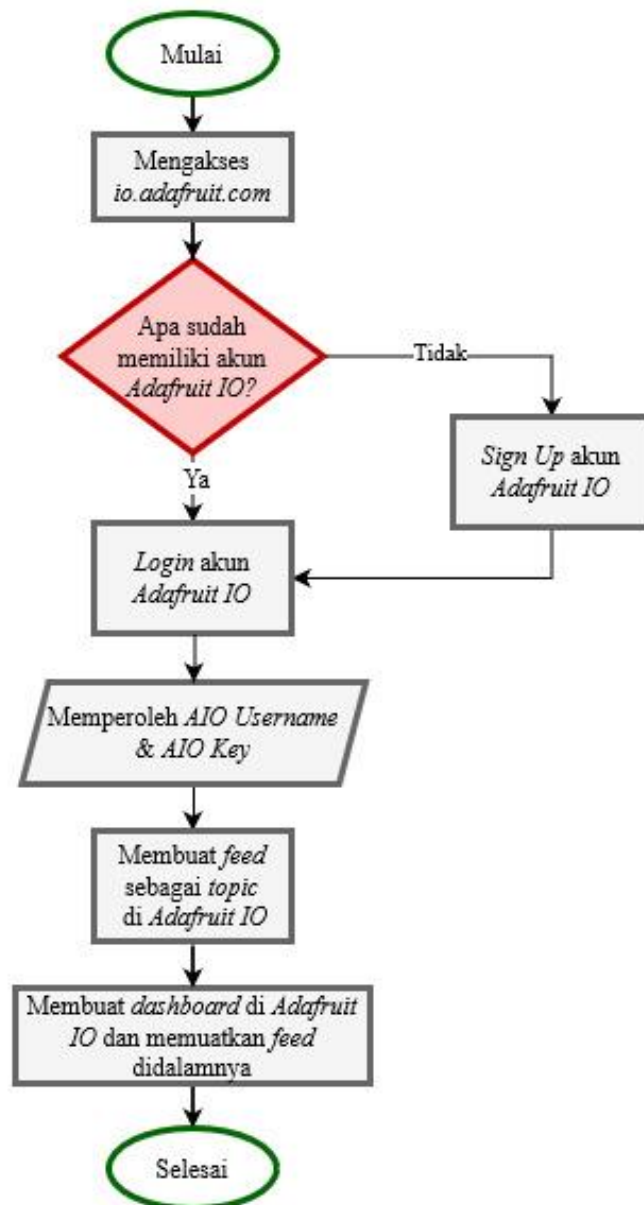 Mulai
Mengakses
io.adafruit.com
Apa sudah
memiliki akun
Adafruit IO?
Tidak
Sign Up akun
Adafruit IO
Ya
Login akun
Adafruit IO
Memperoleh AIO Username
& AIO Key
Membuat feed
sebagai topic
di Adafruit IO
Membuat dashboard di Adafruit
IO dan memuatkan feed
didalamnya
Selesai